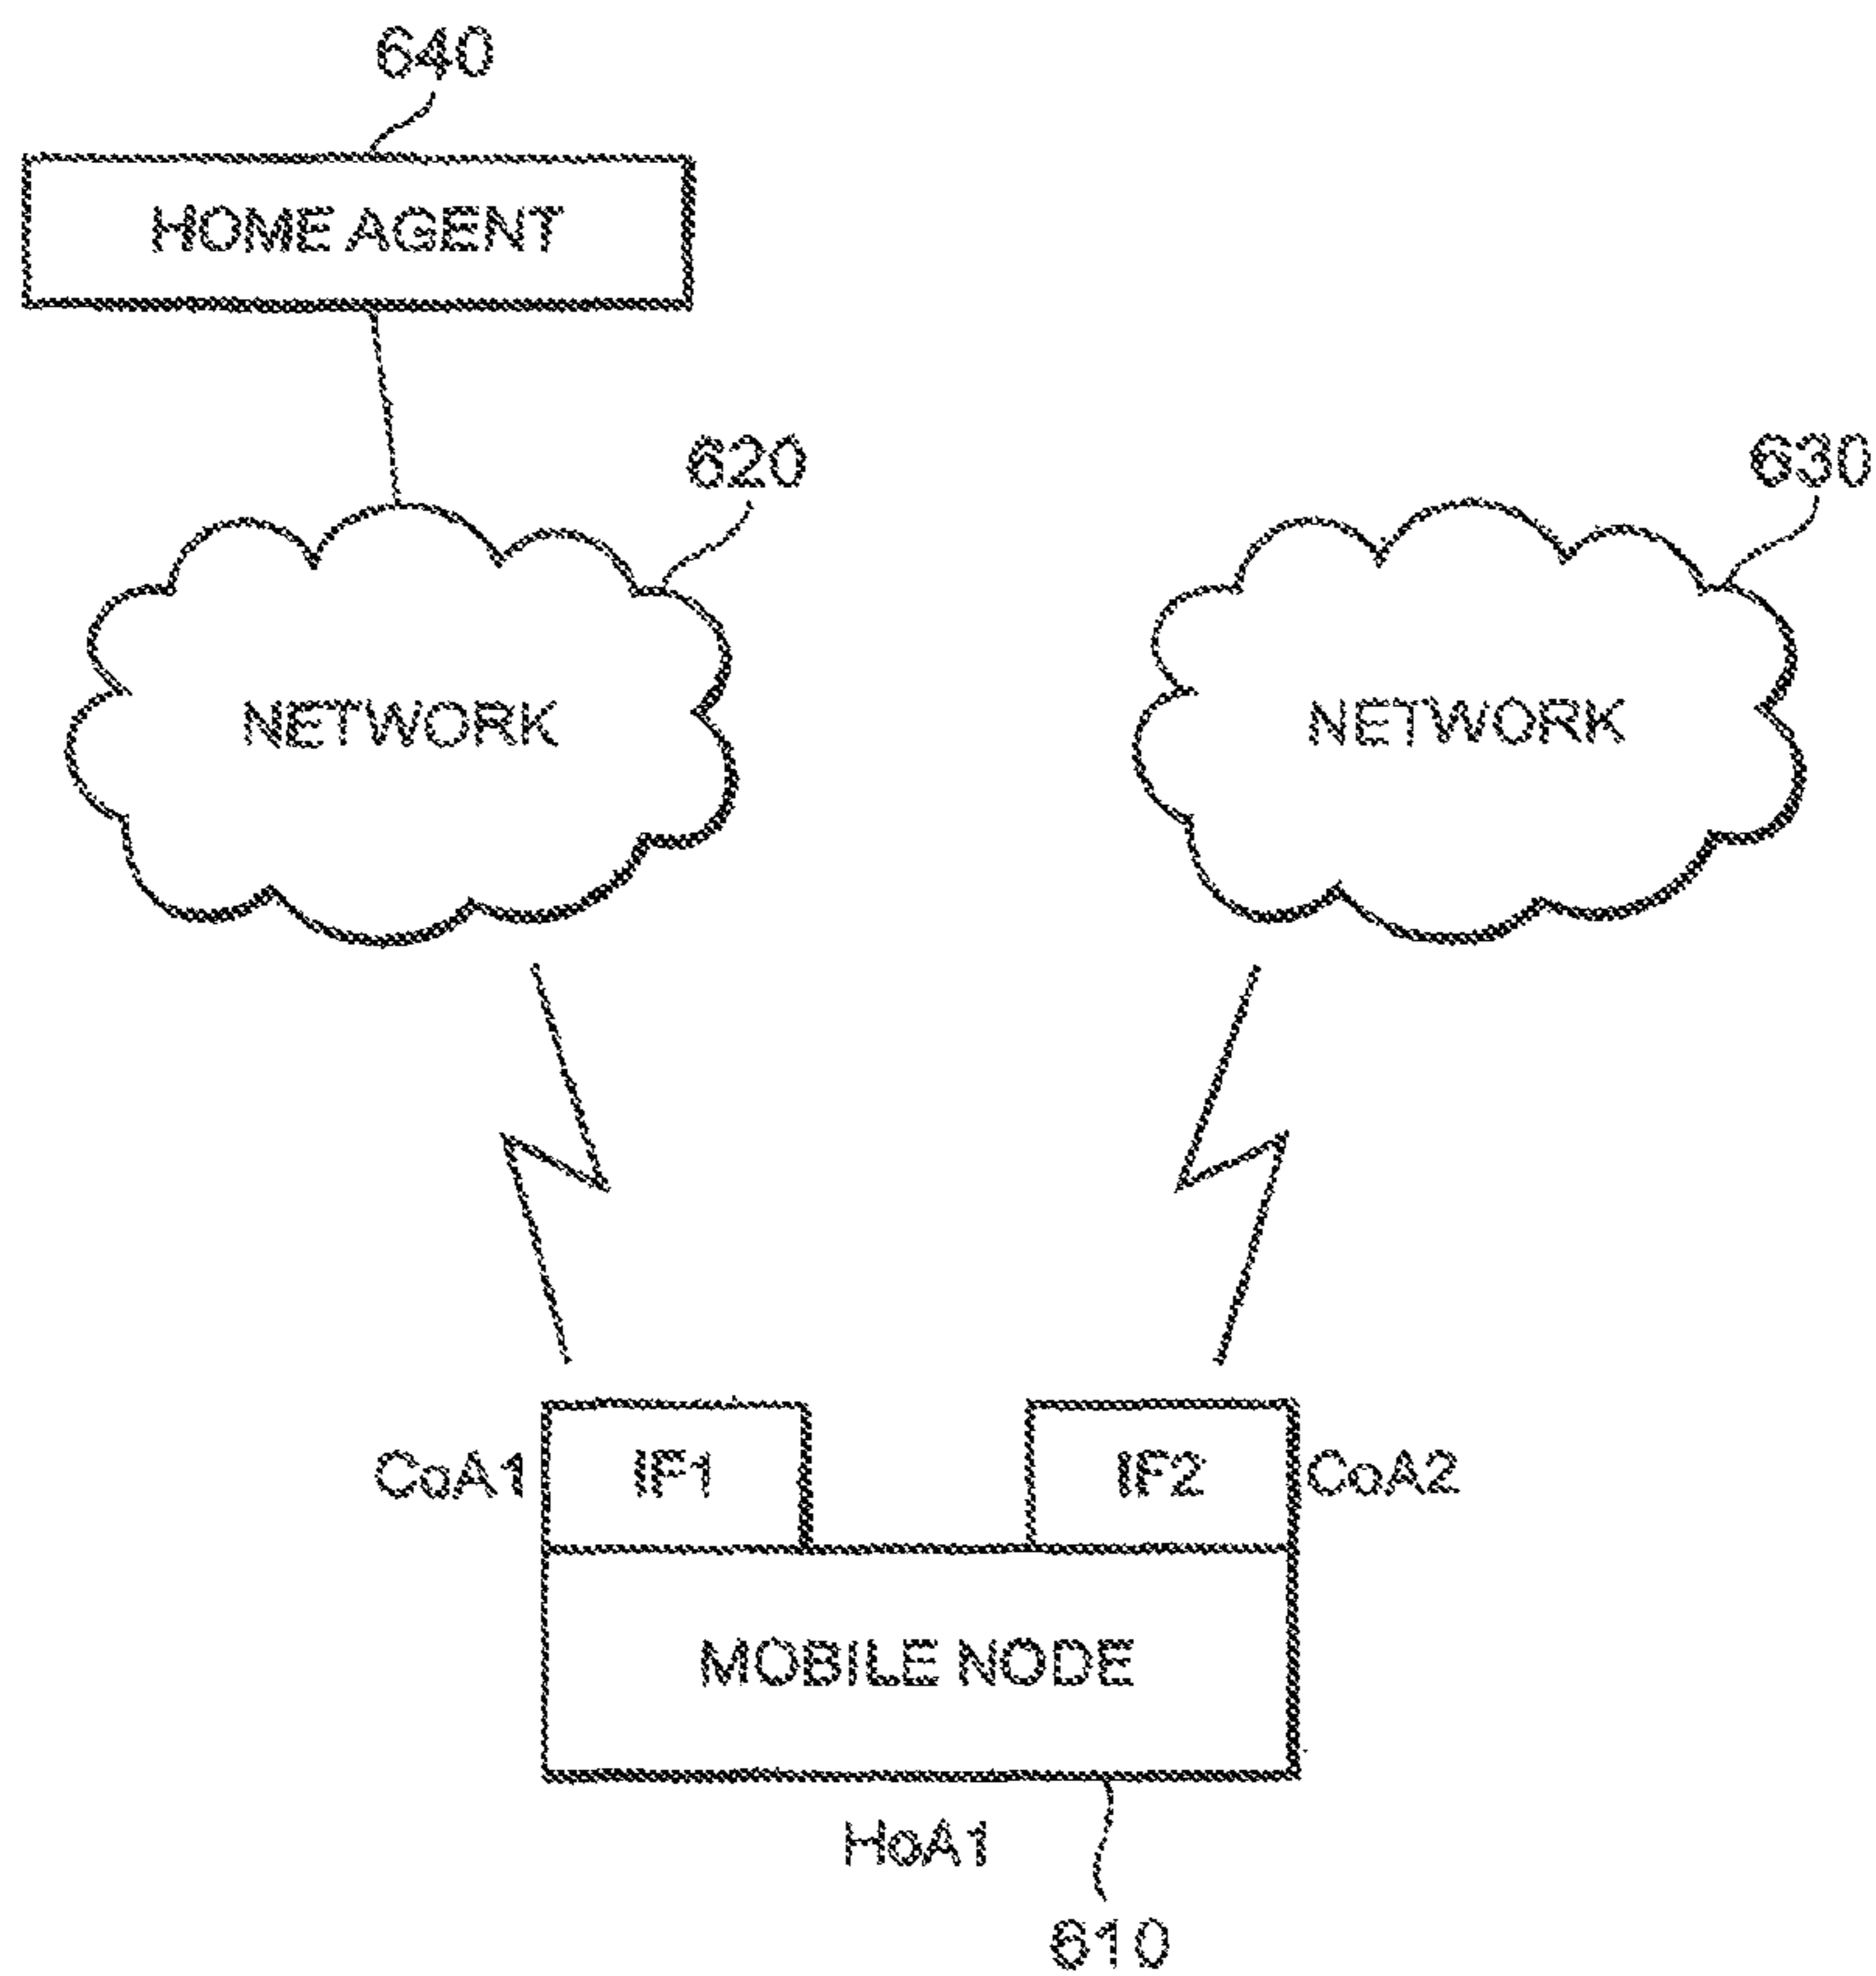 640
HOME AGENT
620
630
NETWORK
NETWORK
CoA1
IF1
IF2
CoA2
MOBILE NODE
HoA1
610